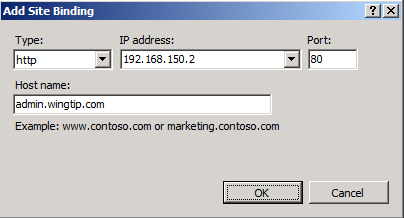 Add Site Binding
Type: IP address: Port:
http 192.168.150.2 80
Host name:
admin.wingtip.com
Example: www.contoso.com or marketing.contoso.com
OK Cancel